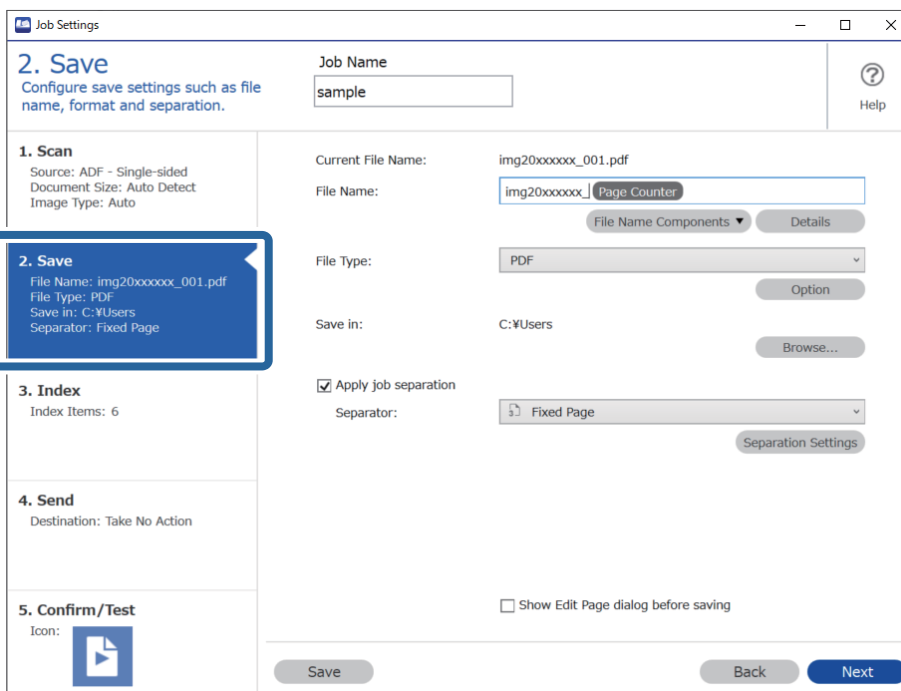 Job Settings
2. Save
Configure save settings such as file
name, format and separation.
Job Name
sample
Help
1. Scan
Source: ADF - Single-sided
Document Size: Auto Detect
Image Type: Auto
2. Save
File Name: img20xxxxxx_001.pdf
File Type: PDF
Save in: C:¥Users
Separator: Fixed Page
3. Index
Index Items: 6
4. Send
Destination: Take No Action
5. Confirm/Test
Icon:
Current File Name: img20xxxxxx_001.pdf
File Name: img20xxxxxx_ Page Counter
File Name Components ▼ Details
File Type: PDF
Option
Save in: C:¥Users
Browse...
Apply job separation
Separator: Fixed Page
Separation Settings
Show Edit Page dialog before saving
Save Back Next